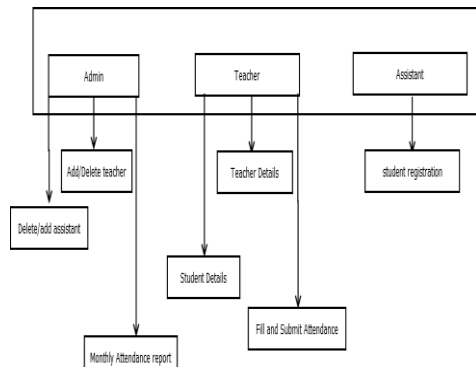 Admin
Teacher
Assistant
Add/Delete teacher
Teacher Details
student registration
Delete/add assistant
Student Details
Fill and Submit Attendance
Monthly Attendance report